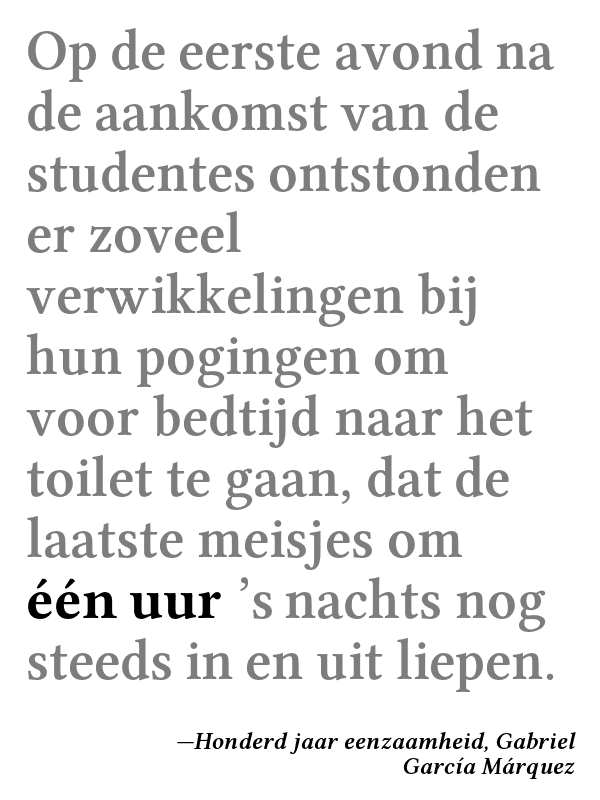 Op de eerste avond na
de aankomst van de
studentes ontstonden
er zoveel
verwikkelingen bij
hun pogingen om
voor bedtijd naar het
toilet te gaan, dat de
laatste meisjes om
één uur ’s nachts nog
steeds in en uit liepen.
—Honderd jaar eenzaamheid, Gabriel
García Márquez